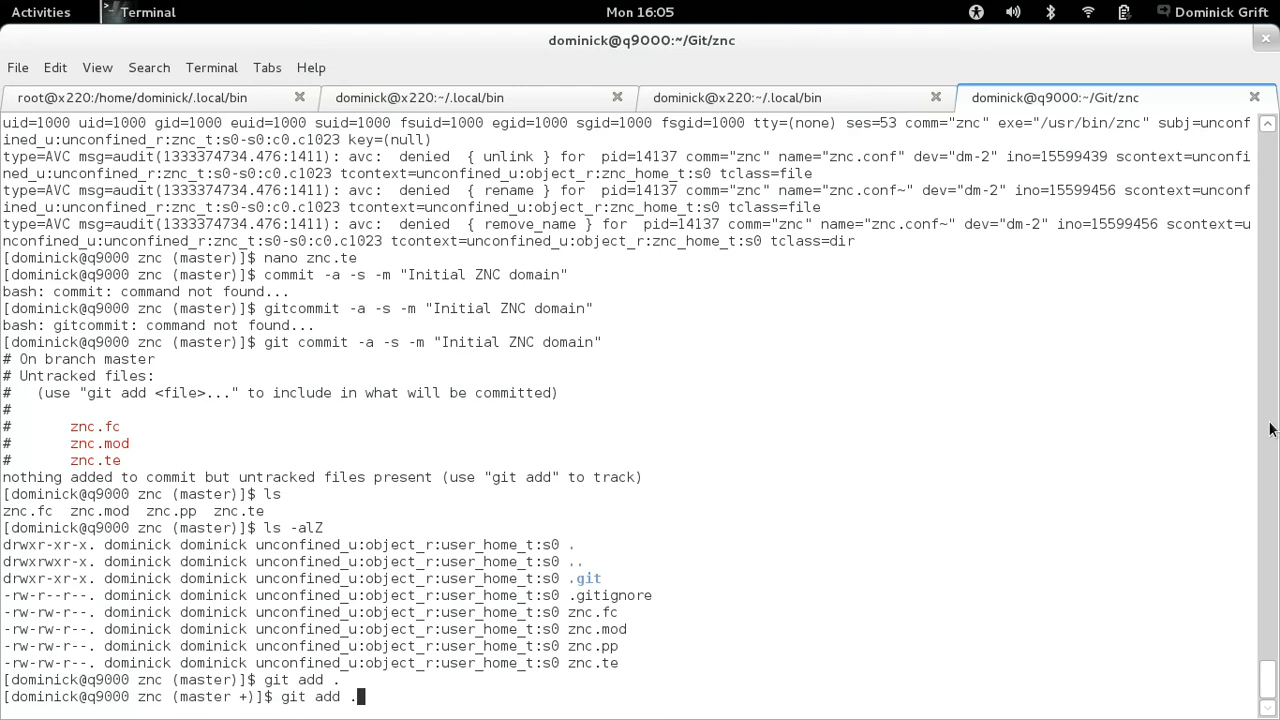 Activities
Terminal
Mon 16:05
Dominick Grift
dominick@q9000:~/Git/znc
File Edit View Search Terminal Tabs Help
root@x220:/home/dominick/.local/bin
dominick@x220:~/.local/bin
dominick@x220:~/.local/bin
dominick@q9000:~/Git/znc
uid=1000 uid=1000 gid=1000 euid=1000 suid=1000 fsuid=1000 egid=1000 sgid=1000 fsgid=1000 tty=(none) ses=53 comm="znc" exe="/usr/bin/znc" subj=unconf
ined_u:unconfined_r:znc_t:s0-s0:c0.c1023 key=(null)
type=AVC msg=audit(1333374734.476:1411): avc:  denied  { unlink } for  pid=14137 comm="znc" name="znc.conf" dev="dm-2" ino=15599439 scontext=unconfi
ned_u:unconfined_r:znc_t:s0-s0:c0.c1023 tcontext=unconfined_u:object_r:znc_home_t:s0 tclass=file
type=AVC msg=audit(1333374734.476:1411): avc:  denied  { rename } for  pid=14137 comm="znc" name="znc.conf~" dev="dm-2" ino=15599456 scontext=unconf
ined_u:unconfined_r:znc_t:s0-s0:c0.c1023 tcontext=unconfined_u:object_r:znc_home_t:s0 tclass=file
type=AVC msg=audit(1333374734.476:1411): avc:  denied  { remove_name } for  pid=14137 comm="znc" name="znc.conf~" dev="dm-2" ino=15599456 scontext=u
nconfined_u:unconfined_r:znc_t:s0-s0:c0.c1023 tcontext=unconfined_u:object_r:znc_home_t:s0 tclass=dir
[dominick@q9000 znc (master)]$ nano znc.te
[dominick@q9000 znc (master)]$ commit -a -s -m "Initial ZNC domain"
bash: commit: command not found...
[dominick@q9000 znc (master)]$ gitcommit -a -s -m "Initial ZNC domain"
bash: gitcommit: command not found...
[dominick@q9000 znc (master)]$ git commit -a -s -m "Initial ZNC domain"
# On branch master
# Untracked files:
#   (use "git add <file>..." to include in what will be committed)
#
#       znc.fc
#       znc.mod
#       znc.te
nothing added to commit but untracked files present (use "git add" to track)
[dominick@q9000 znc (master)]$ ls
znc.fc  znc.mod  znc.pp  znc.te
[dominick@q9000 znc (master)]$ ls -alZ
drwxr-xr-x. dominick dominick unconfined_u:object_r:user_home_t:s0 .
drwxrwxr-x. dominick dominick unconfined_u:object_r:user_home_t:s0 ..
drwxr-xr-x. dominick dominick unconfined_u:object_r:user_home_t:s0 .git
-rw-r--r--. dominick dominick unconfined_u:object_r:user_home_t:s0 .gitignore
-rw-rw-r--. dominick dominick unconfined_u:object_r:user_home_t:s0 znc.fc
-rw-rw-r--. dominick dominick unconfined_u:object_r:user_home_t:s0 znc.mod
-rw-rw-r--. dominick dominick unconfined_u:object_r:user_home_t:s0 znc.pp
-rw-rw-r--. dominick dominick unconfined_u:object_r:user_home_t:s0 znc.te
[dominick@q9000 znc (master)]$ git add .
[dominick@q9000 znc (master +)]$ git add .